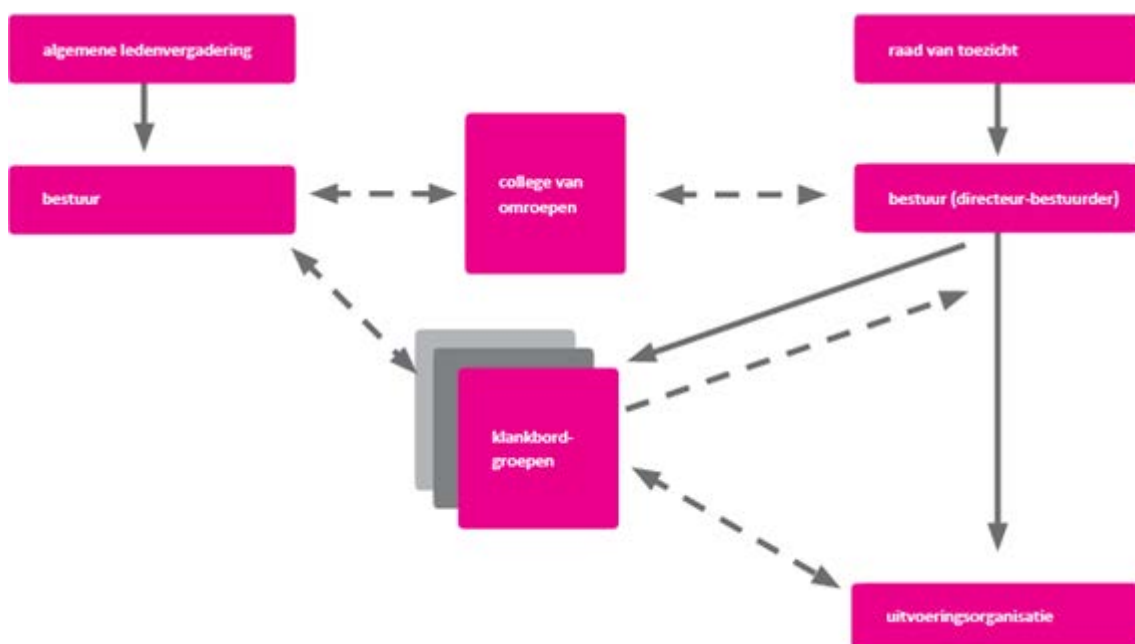 algemene ledenvergadering
raad van toezicht
bestuur
college van
omroepen
bestuur (directeur-bestuurder)
klankbord-
groepen
uitvoeringsorganisatie